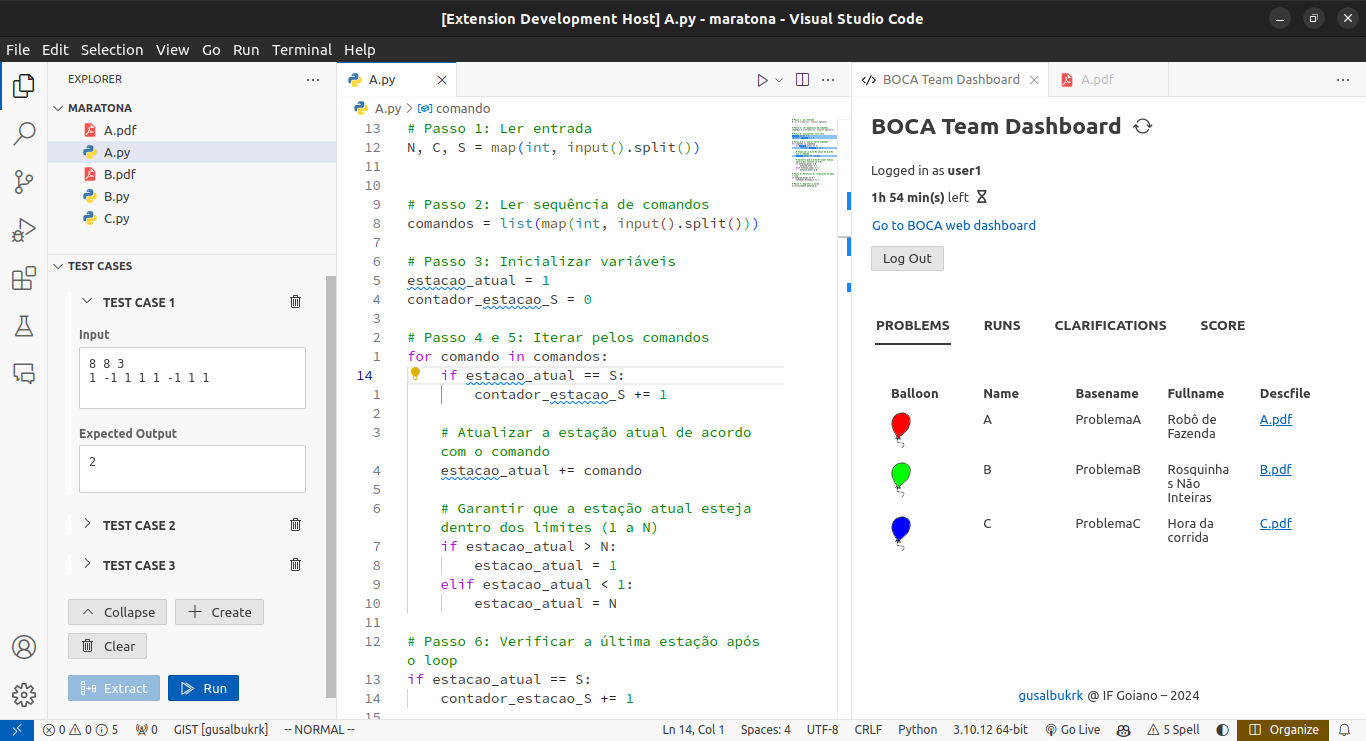 [Extension Development Host] A.py - maratona - Visual Studio Code
File Edit Selection View Go Run Terminal Help
EXPLORER
MARATONA
A.pdf
A.py
B.pdf
B.py
C.py
TEST CASES
TEST CASE 1
Input
8 8 3
1 -1 1 1 1 -1 1 1
Expected Output
2
TEST CASE 2
TEST CASE 3
Collapse
Create
Clear
Extract
Run
A.py
A.py > comando
13 # Passo 1: Ler entrada
12 N, C, S = map(int, input().split())
11
10
9 # Passo 2: Ler sequência de comandos
8 comandos = list(map(int, input().split()))
7
6 # Passo 3: Inicializar variáveis
5 estacao_atual = 1
4 contador_estacao_S = 0
3
2 # Passo 4 e 5: Iterar pelos comandos
1 for comando in comandos:
14 if estacao_atual == S:
1 contador_estacao_S += 1
2
3 # Atualizar a estação atual de acordo
com o comando
4 estacao_atual += comando
5
6 # Garantir que a estação atual esteja
dentro dos limites (1 a N)
7 if estacao_atual > N:
8 estacao_atual = 1
9 elif estacao_atual < 1:
10 estacao_atual = N
11
12 # Passo 6: Verificar a última estação após
o loop
13 if estacao_atual == S:
14 contador_estacao_S += 1
15
BOCA Team Dashboard
A.pdf
BOCA Team Dashboard
Logged in as user1
1h 54 min(s) left
Go to BOCA web dashboard
Log Out
PROBLEMS RUNS CLARIFICATIONS SCORE
Balloon Name Basename Fullname Descfile
A ProblemaA Robô de A.pdf
Fazenda
B ProblemaB Rosquinha B.pdf
s Não
Inteiras
C ProblemaC Hora da C.pdf
corrida
gusalbukrk @ IF Goiano – 2024
0 0 5 0 GIST [gusalbukrk] -- NORMAL -- Ln 14, Col 1 Spaces: 4 UTF-8 CRLF Python 3.10.12 64-bit Go Live 5 Spell Organize